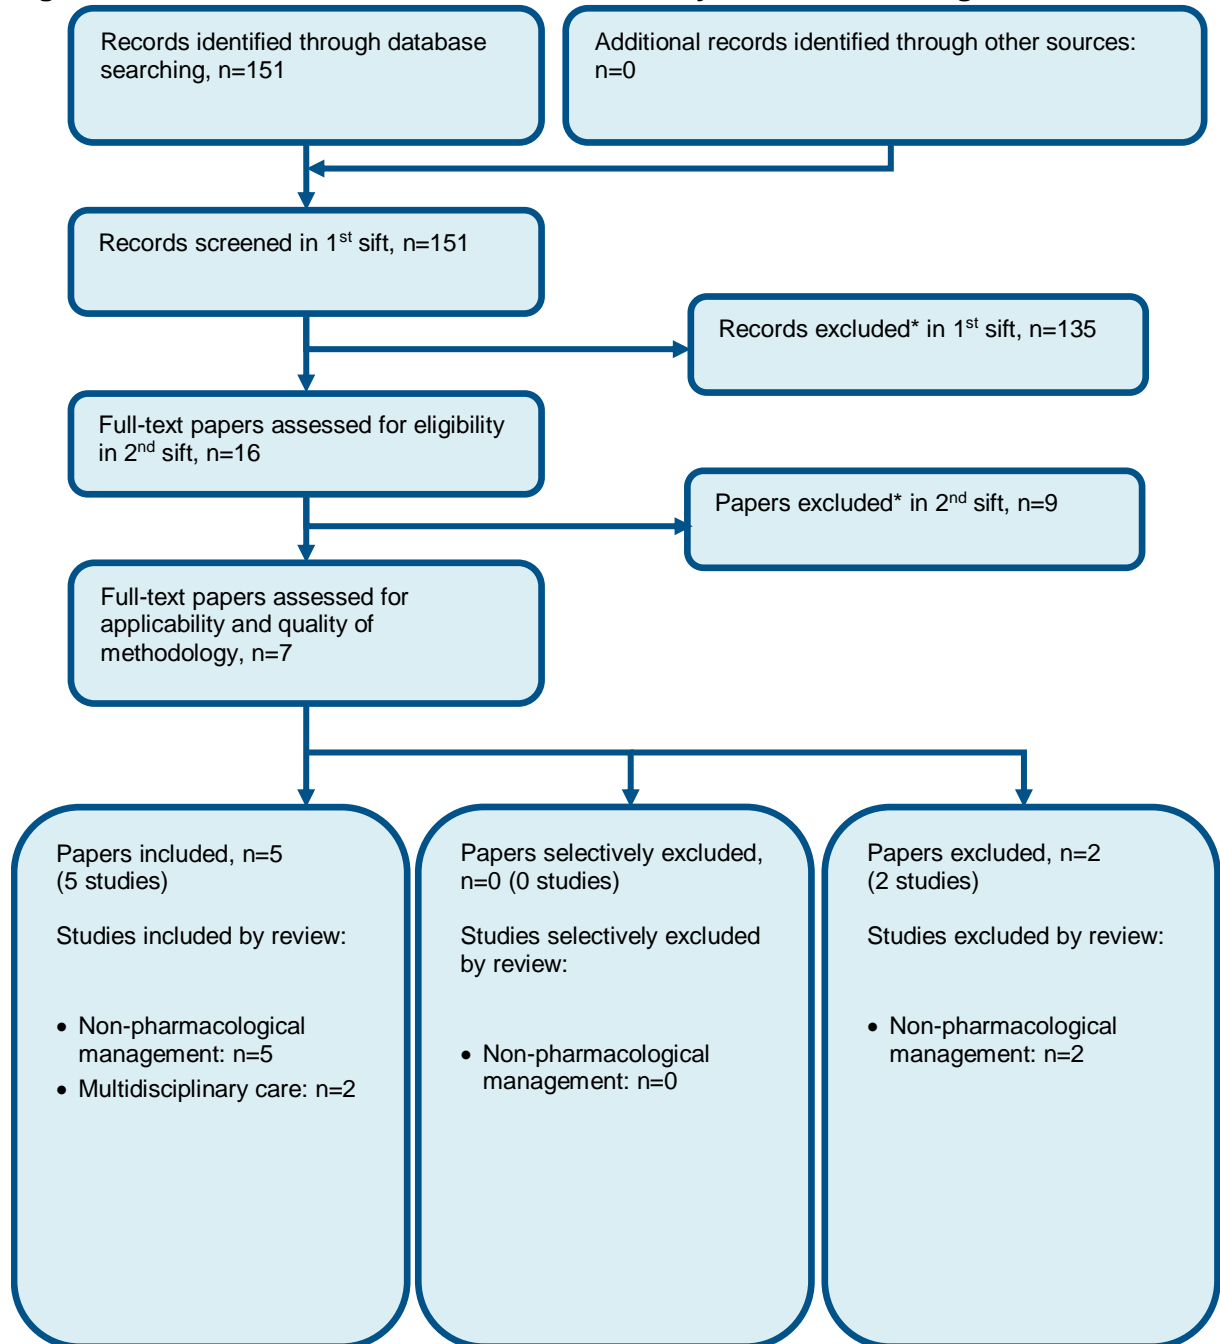 Records identified through database
searching, n=151
Additional records identified through other sources:
n=0
Records screened in 1st sift, n=151
Records excluded* in 1st sift, n=135
Full-text papers assessed for eligibility
in 2nd sift, n=16
Papers excluded* in 2nd sift, n=9
Full-text papers assessed for
applicability and quality of
methodology, n=7
Papers included, n=5
(5 studies)
Studies included by review:
• Non-pharmacological
management: n=5
• Multidisciplinary care: n=2
Papers selectively excluded,
n=0 (0 studies)
Studies selectively excluded
by review:
• Non-pharmacological
management: n=0
Papers excluded, n=2
(2 studies)
Studies excluded by review:
• Non-pharmacological
management: n=2